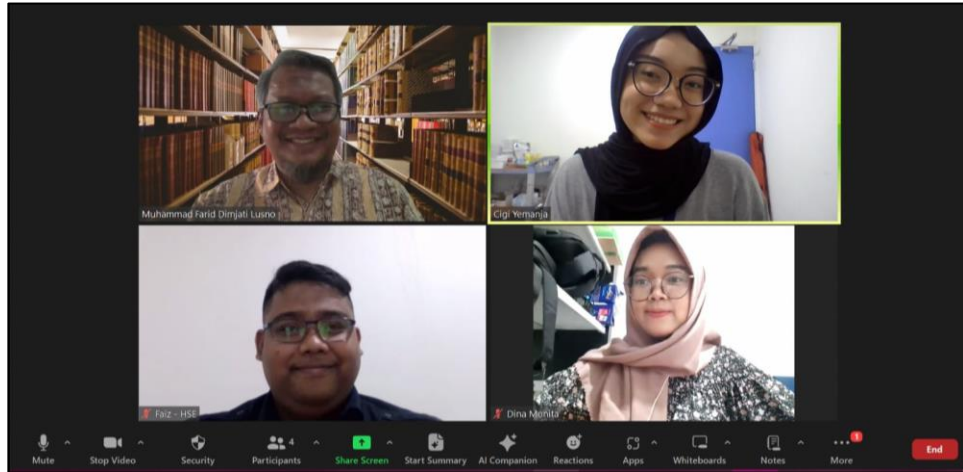 Muhammad Farid Dimjati Lusno
Cigi Yemanja
Faiz - HSE
Dina Mohita
Mute
Stop Video
Security
4
Participants
Share Screen
Start Summary
AI Companion
Reactions
Apps
Whiteboards
Notes
1
More
End